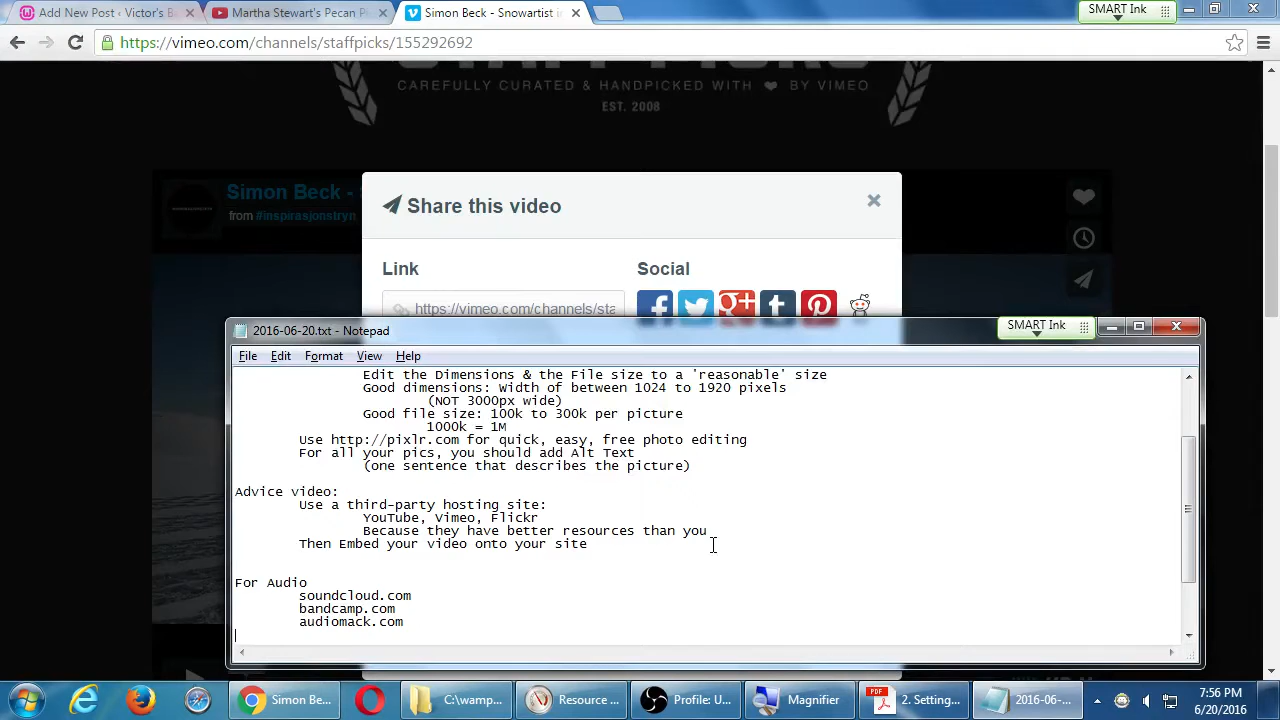 Add New Post ‹ Victor's B
Martha Stewart's Pecan P
Simon Beck - Snowartist i
SMART Ink
https://vimeo.com/channels/staffpicks/155292692
STAFF PICKS
CAREFULLY CURATED & HANDPICKED WITH ❤ BY VIMEO
EST. 2008
Simon Beck -
from #inspirasjonstryn
Share this video
Link
Social
https://vimeo.com/channels/sta
2016-06-20.txt - Notepad
SMART Ink
File Edit Format View Help
Edit the Dimensions & the File size to a 'reasonable' size
Good dimensions: Width of between 1024 to 1920 pixels
(NOT 3000px wide)
Good file size: 100k to 300k per picture
1000k = 1M
Use http://pixlr.com for quick, easy, free photo editing
For all your pics, you should add Alt Text
(one sentence that describes the picture)
Advice video:
Use a third-party hosting site:
YouTube, Vimeo, Flickr
Because they have better resources than you
Then Embed your video onto your site
For Audio
soundcloud.com
bandcamp.com
audiomack.com
Simon Be...
C:\wamp...
Resource ...
Profile: U...
Magnifier
2. Setting...
2016-06-...
7:56 PM
6/20/2016